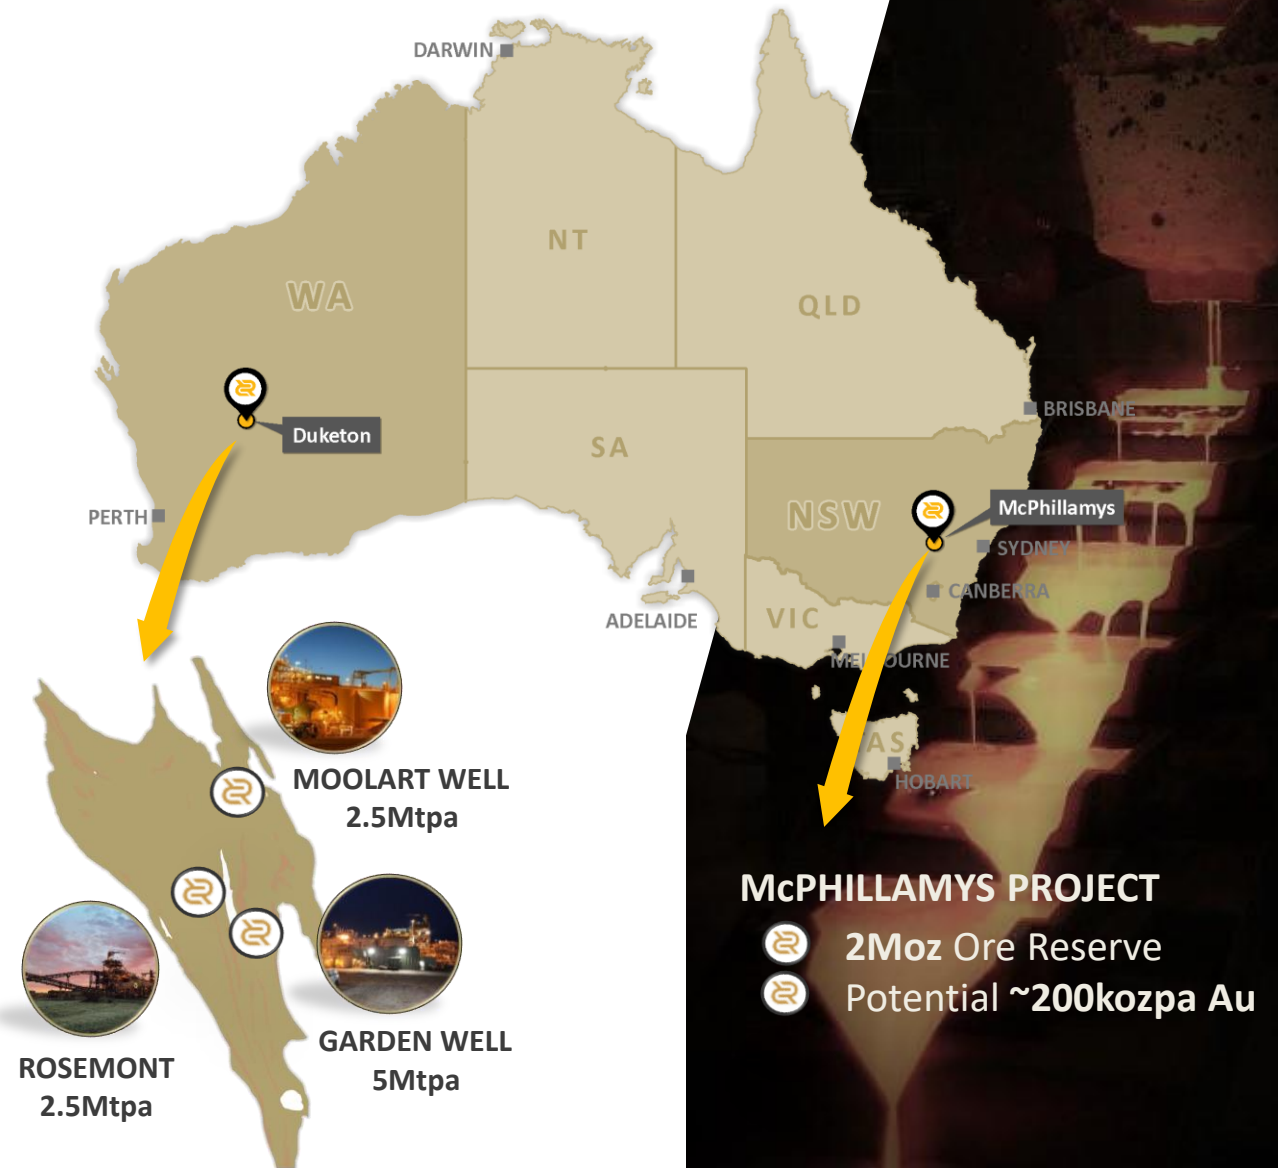 DARWIN
NT
WA
QLD
BRISBANE
Duketon
SA
NSW
McPhillamys
PERTH
SYDNEY
CANBERRA
ADELAIDE
VIC
MELBOURNE
AS
HOBART
MOOLART WELL
2.5Mtpa
GARDEN WELL
5Mtpa
ROSEMONT
2.5Mtpa
McPHILLAMYS PROJECT
2Moz Ore Reserve
Potential ~200kozpa Au